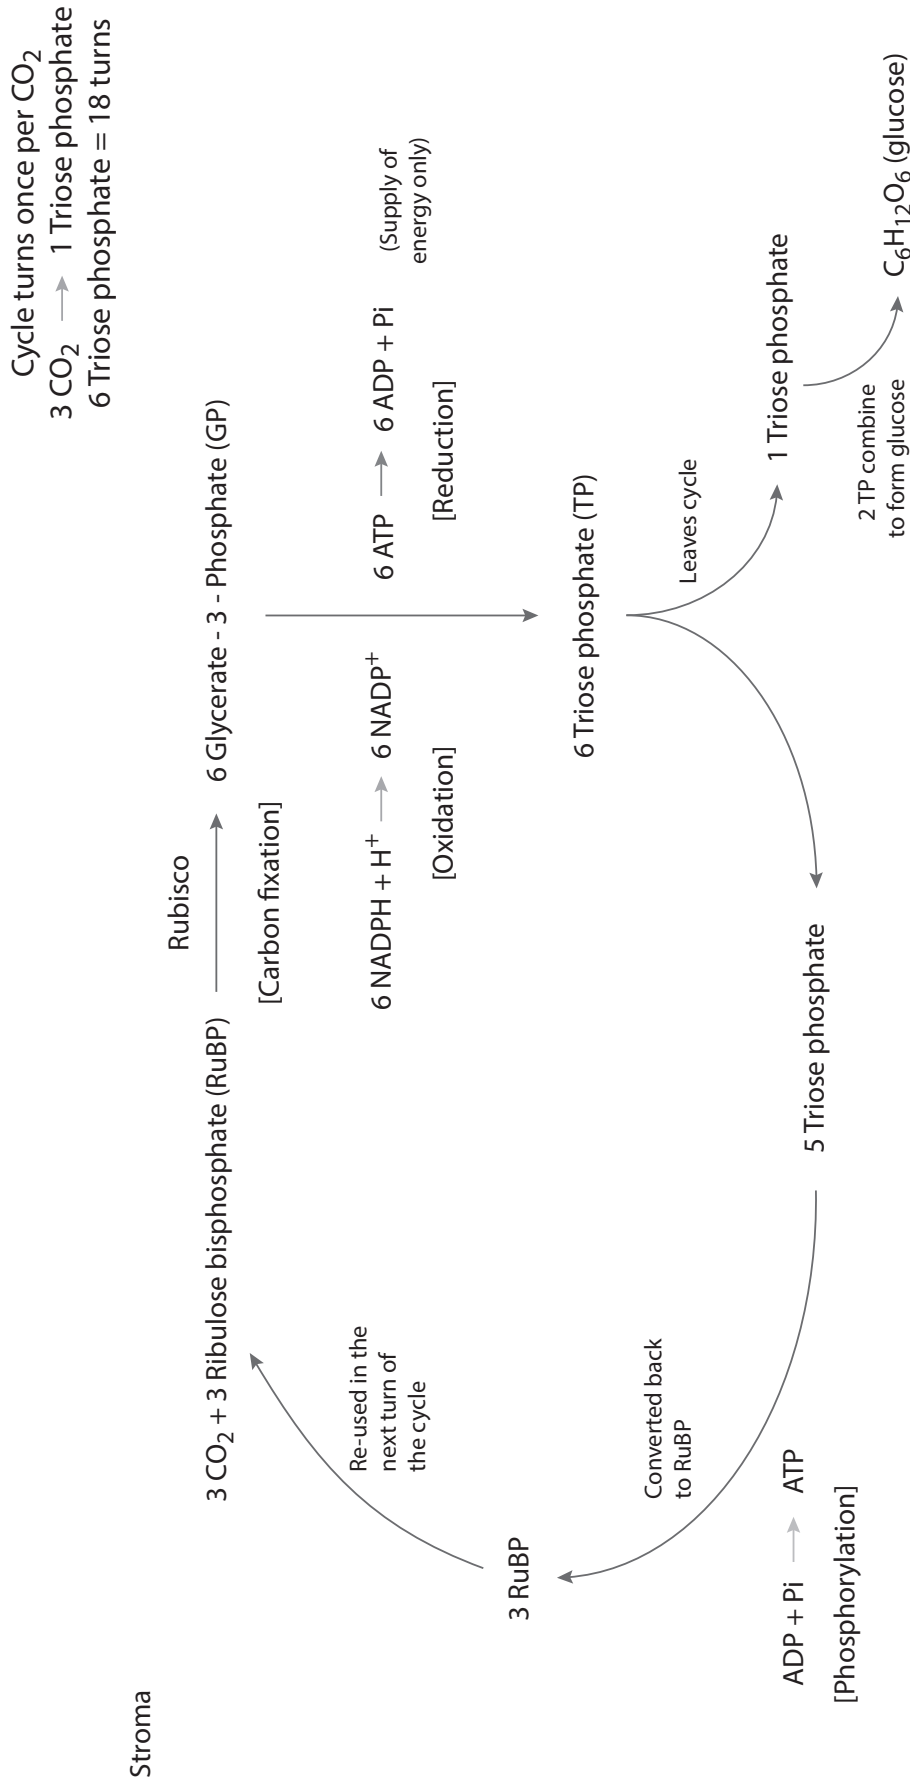 Cycle turns once per CO2
3 CO2 → 1 Triose phosphate
6 Triose phosphate = 18 turns
Stroma
3 CO2 + 3 Ribulose bisphosphate (RuBP)
Rubisco
[Carbon fixation]
6 Glycerate - 3 - Phosphate (GP)
6 NADPH + H+ → 6 NADP+
[Oxidation]
6 ATP → 6 ADP + Pi
[Reduction]
(Supply of
energy only)
6 Triose phosphate (TP)
Leaves cycle
1 Triose phosphate
2 TP combine
to form glucose
C6H12O6 (glucose)
5 Triose phosphate
Converted back
to RuBP
ADP + Pi → ATP
[Phosphorylation]
3 RuBP
Re-used in the
next turn of
the cycle